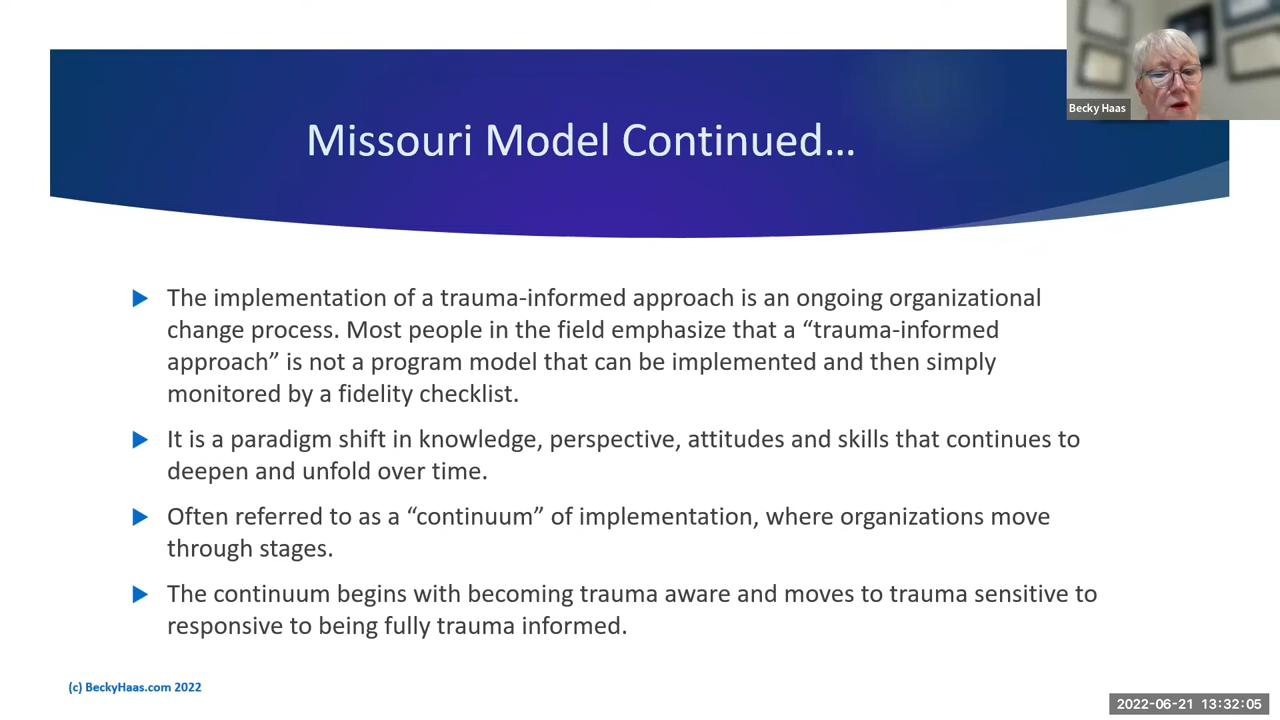 Becky Haas
Missouri Model Continued…
The implementation of a trauma-informed approach is an ongoing organizational
change process. Most people in the field emphasize that a “trauma-informed
approach” is not a program model that can be implemented and then simply
monitored by a fidelity checklist.
It is a paradigm shift in knowledge, perspective, attitudes and skills that continues to
deepen and unfold over time.
Often referred to as a “continuum” of implementation, where organizations move
through stages.
The continuum begins with becoming trauma aware and moves to trauma sensitive to
responsive to being fully trauma informed.
(c) BeckyHaas.com 2022
2022-06-21 13:32:05